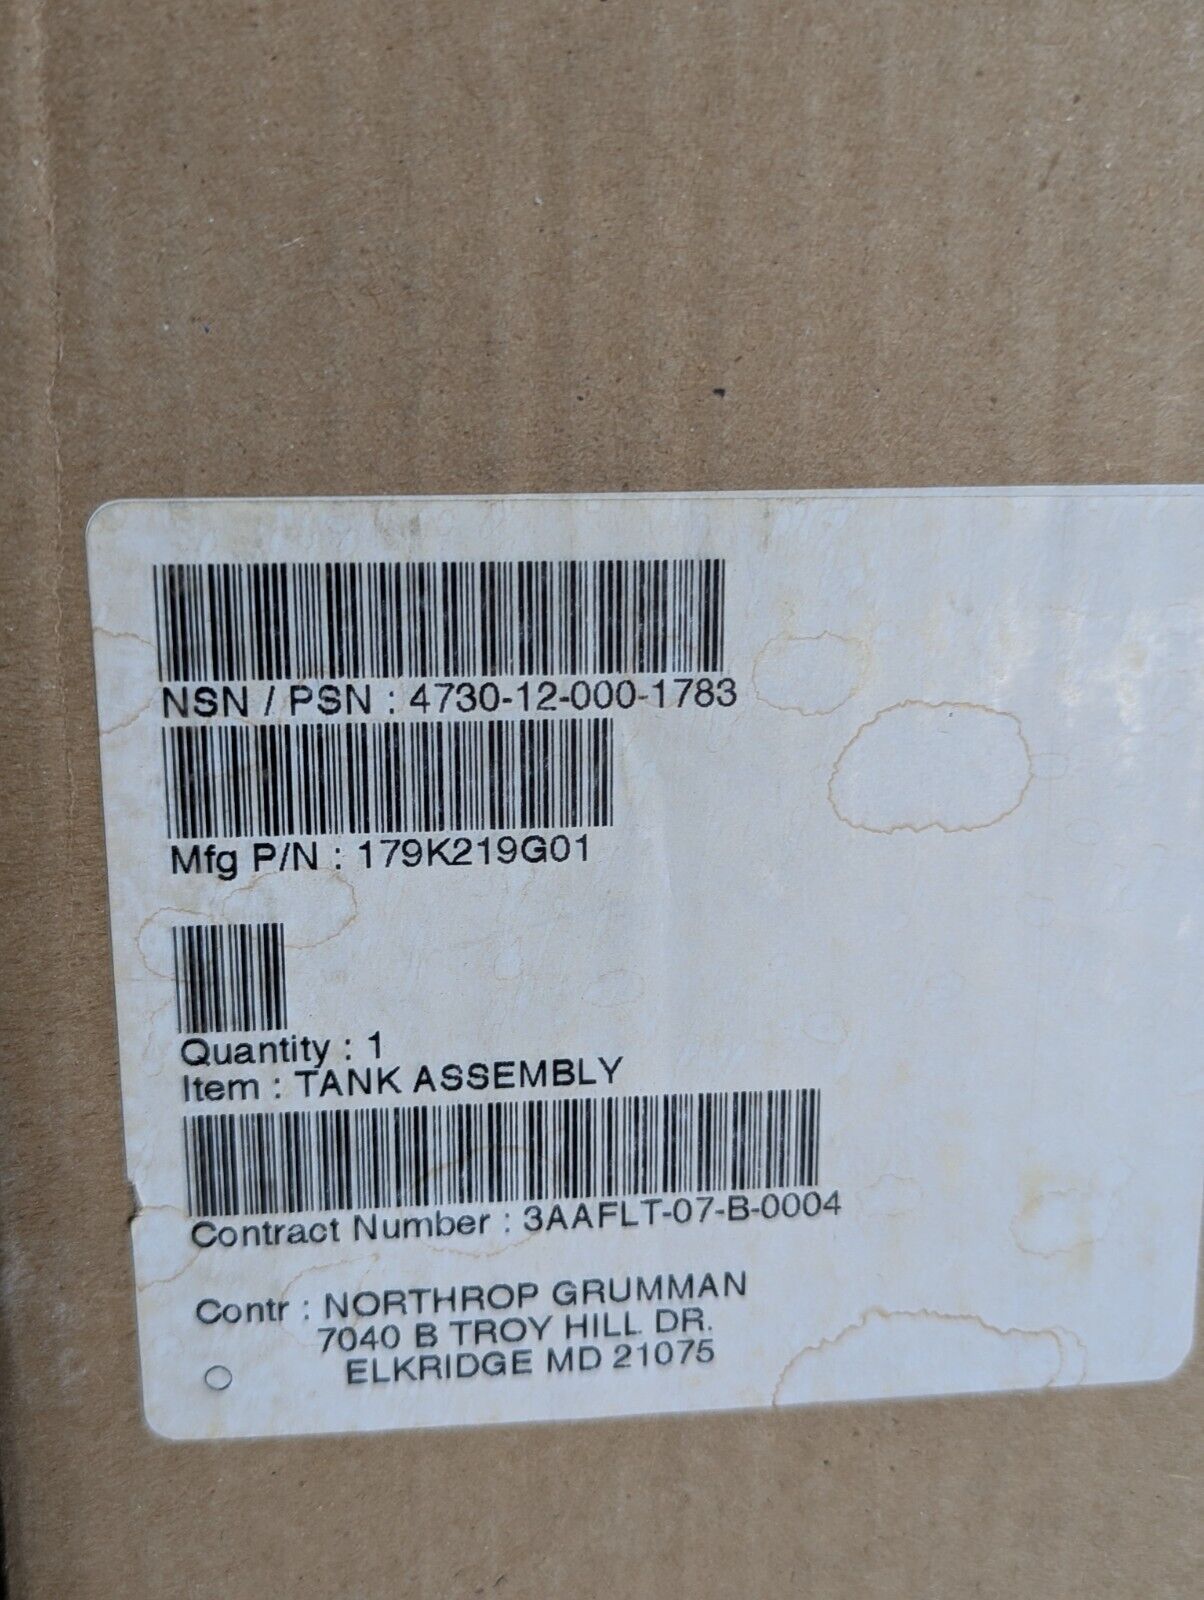 NSN / PSN : 4730-12-000-1783
Mfg P/N : 179K219G01
Quantity : 1
Item : TANK ASSEMBLY
Contract Number : 3AAFLT-07-B-0004
Contr : NORTHROP GRUMMAN
7040 B TROY HILL DR.
ELKRIDGE MD 21075